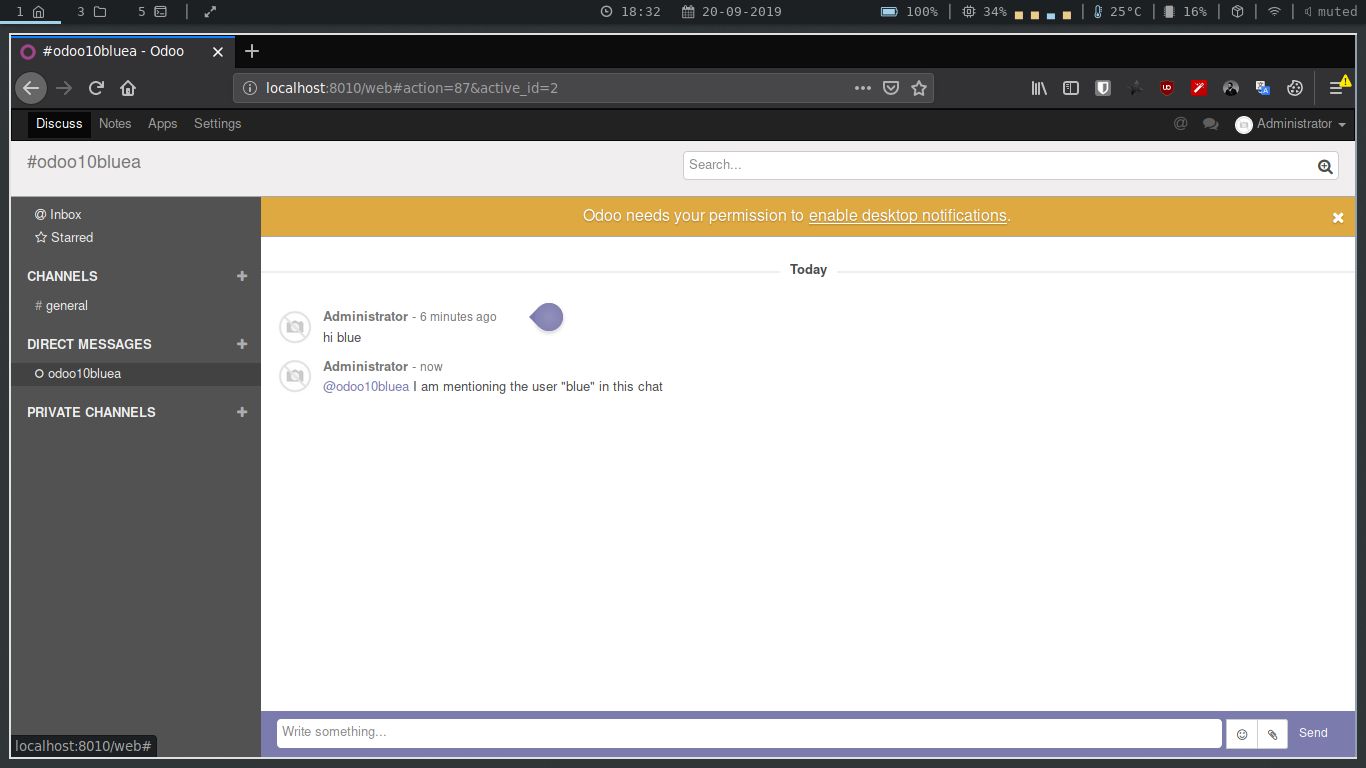 1 3 5 18:32 20-09-2019 100% 34% 25°C 16% muted
#odoo10bluea - Odoo
localhost:8010/web#action=87&active_id=2
Discuss Notes Apps Settings @ Administrator
#odoo10bluea
Search...
@ Inbox
Starred
CHANNELS +
# general
DIRECT MESSAGES +
odoo10bluea
PRIVATE CHANNELS +
Odoo needs your permission to enable desktop notifications.
Today
Administrator - 6 minutes ago
hi blue
Administrator - now
@odoo10bluea I am mentioning the user "blue" in this chat
Write something...
Send
localhost:8010/web#